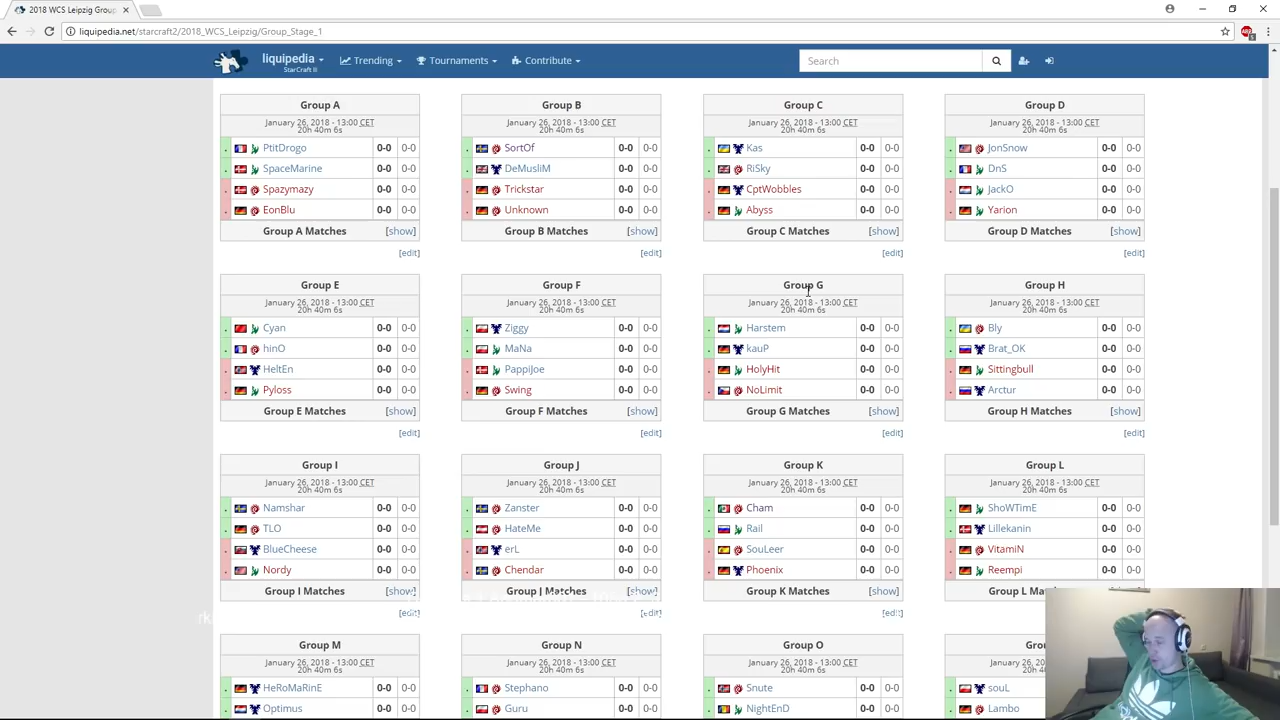 2018 WCS Leipzig Group
liquipedia.net/starcraft2/2018_WCS_Leipzig/Group_Stage_1
liquipedia StarCraft II Trending Tournaments Contribute Search
Group A Group B Group C Group D
January 26, 2018 - 13:00 CET January 26, 2018 - 13:00 CET January 26, 2018 - 13:00 CET January 26, 2018 - 13:00 CET
20h 40m 6s 20h 40m 6s 20h 40m 6s 20h 40m 6s
PtitDrogo 0-0 0-0 SortOf 0-0 0-0 Kas 0-0 0-0 JonSnow 0-0 0-0
SpaceMarine 0-0 0-0 DeMusliM 0-0 0-0 RiSky 0-0 0-0 DnS 0-0 0-0
Spazymazy 0-0 0-0 Trickstar 0-0 0-0 CptWobbles 0-0 0-0 JackO 0-0 0-0
EonBlu 0-0 0-0 Unknown 0-0 0-0 Abyss 0-0 0-0 Yarion 0-0 0-0
Group A Matches [show] Group B Matches [show] Group C Matches [show] Group D Matches [show]
[edit] [edit] [edit] [edit]
Group E Group F Group G Group H
January 26, 2018 - 13:00 CET January 26, 2018 - 13:00 CET January 26, 2018 - 13:00 CET January 26, 2018 - 13:00 CET
20h 40m 6s 20h 40m 6s 20h 40m 6s 20h 40m 6s
Cyan 0-0 0-0 Ziggy 0-0 0-0 Harstem 0-0 0-0 Bly 0-0 0-0
hinO 0-0 0-0 MaNa 0-0 0-0 kauP 0-0 0-0 Brat_OK 0-0 0-0
HeltEn 0-0 0-0 PappiJoe 0-0 0-0 HolyHit 0-0 0-0 Sittingbull 0-0 0-0
Pyloss 0-0 0-0 Swing 0-0 0-0 NoLimit 0-0 0-0 Arctur 0-0 0-0
Group E Matches [show] Group F Matches [show] Group G Matches [show] Group H Matches [show]
[edit] [edit] [edit] [edit]
Group I Group J Group K Group L
January 26, 2018 - 13:00 CET January 26, 2018 - 13:00 CET January 26, 2018 - 13:00 CET January 26, 2018 - 13:00 CET
20h 40m 6s 20h 40m 6s 20h 40m 6s 20h 40m 6s
Namshar 0-0 0-0 Zanster 0-0 0-0 Cham 0-0 0-0 ShoWTimE 0-0 0-0
TLO 0-0 0-0 HateMe 0-0 0-0 Rail 0-0 0-0 Lillekanin 0-0 0-0
BlueCheese 0-0 0-0 erL 0-0 0-0 SouLeer 0-0 0-0 VitamiN 0-0 0-0
Nordy 0-0 0-0 Chendar 0-0 0-0 Phoenix 0-0 0-0 Reempi 0-0 0-0
Group I Matches [show] Group J Matches [show] Group K Matches [show] Group L
[edit] [edit] [edit]
Group M Group N Group O
January 26, 2018 - 13:00 CET January 26, 2018 - 13:00 CET January 26, 2018 - 13:00 CET
20h 40m 6s 20h 40m 6s 20h 40m 6s
HeRoMaRinE 0-0 0-0 Stephano 0-0 0-0 Snute 0-0 0-0 souL
Optimus 0-0 0-0 Guru 0-0 0-0 NightEnD 0-0 0-0 Lambo
adidas